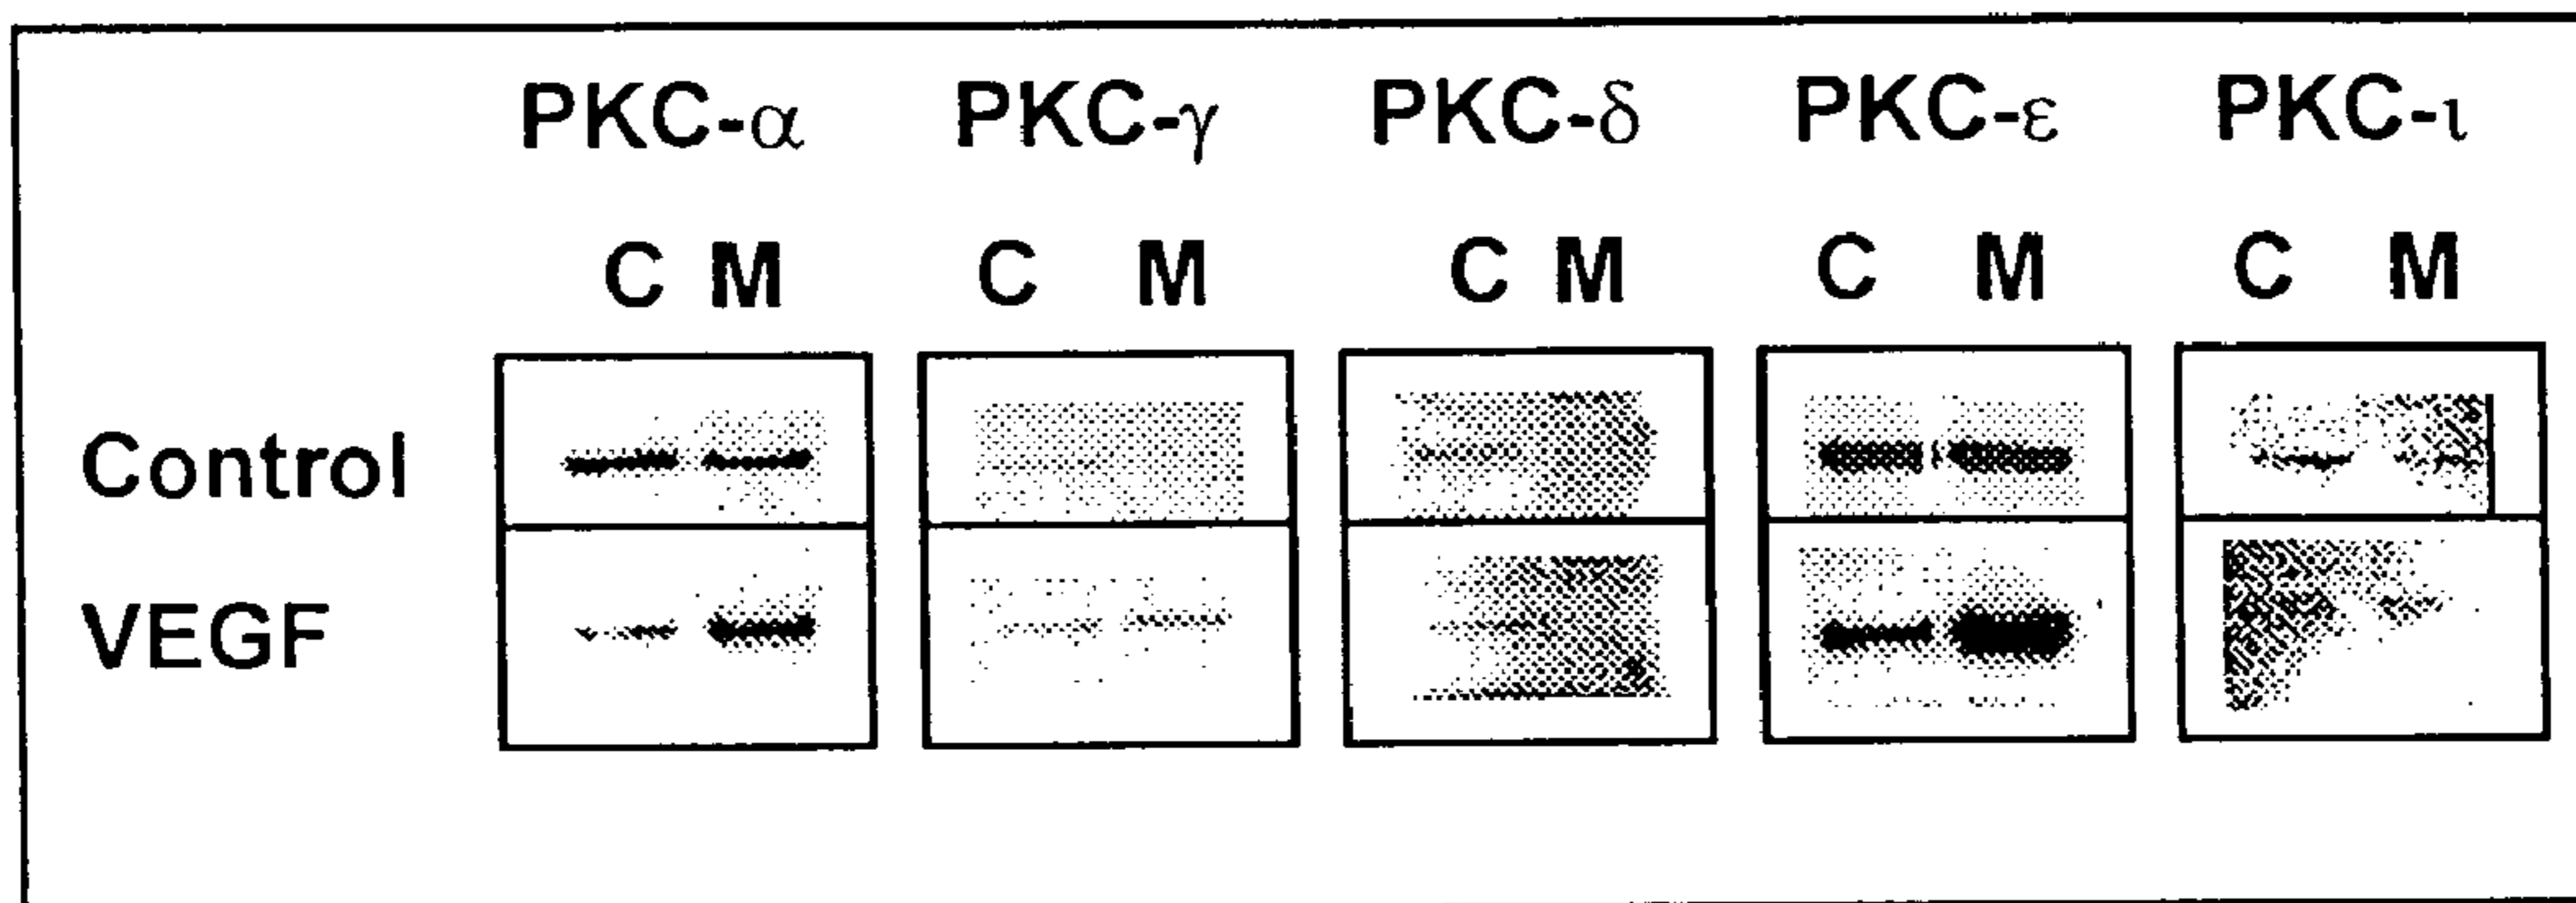 PKC-α PKC-γ PKC-δ PKC-ε PKC-ι
C M C M C M C M C M
Control
VEGF